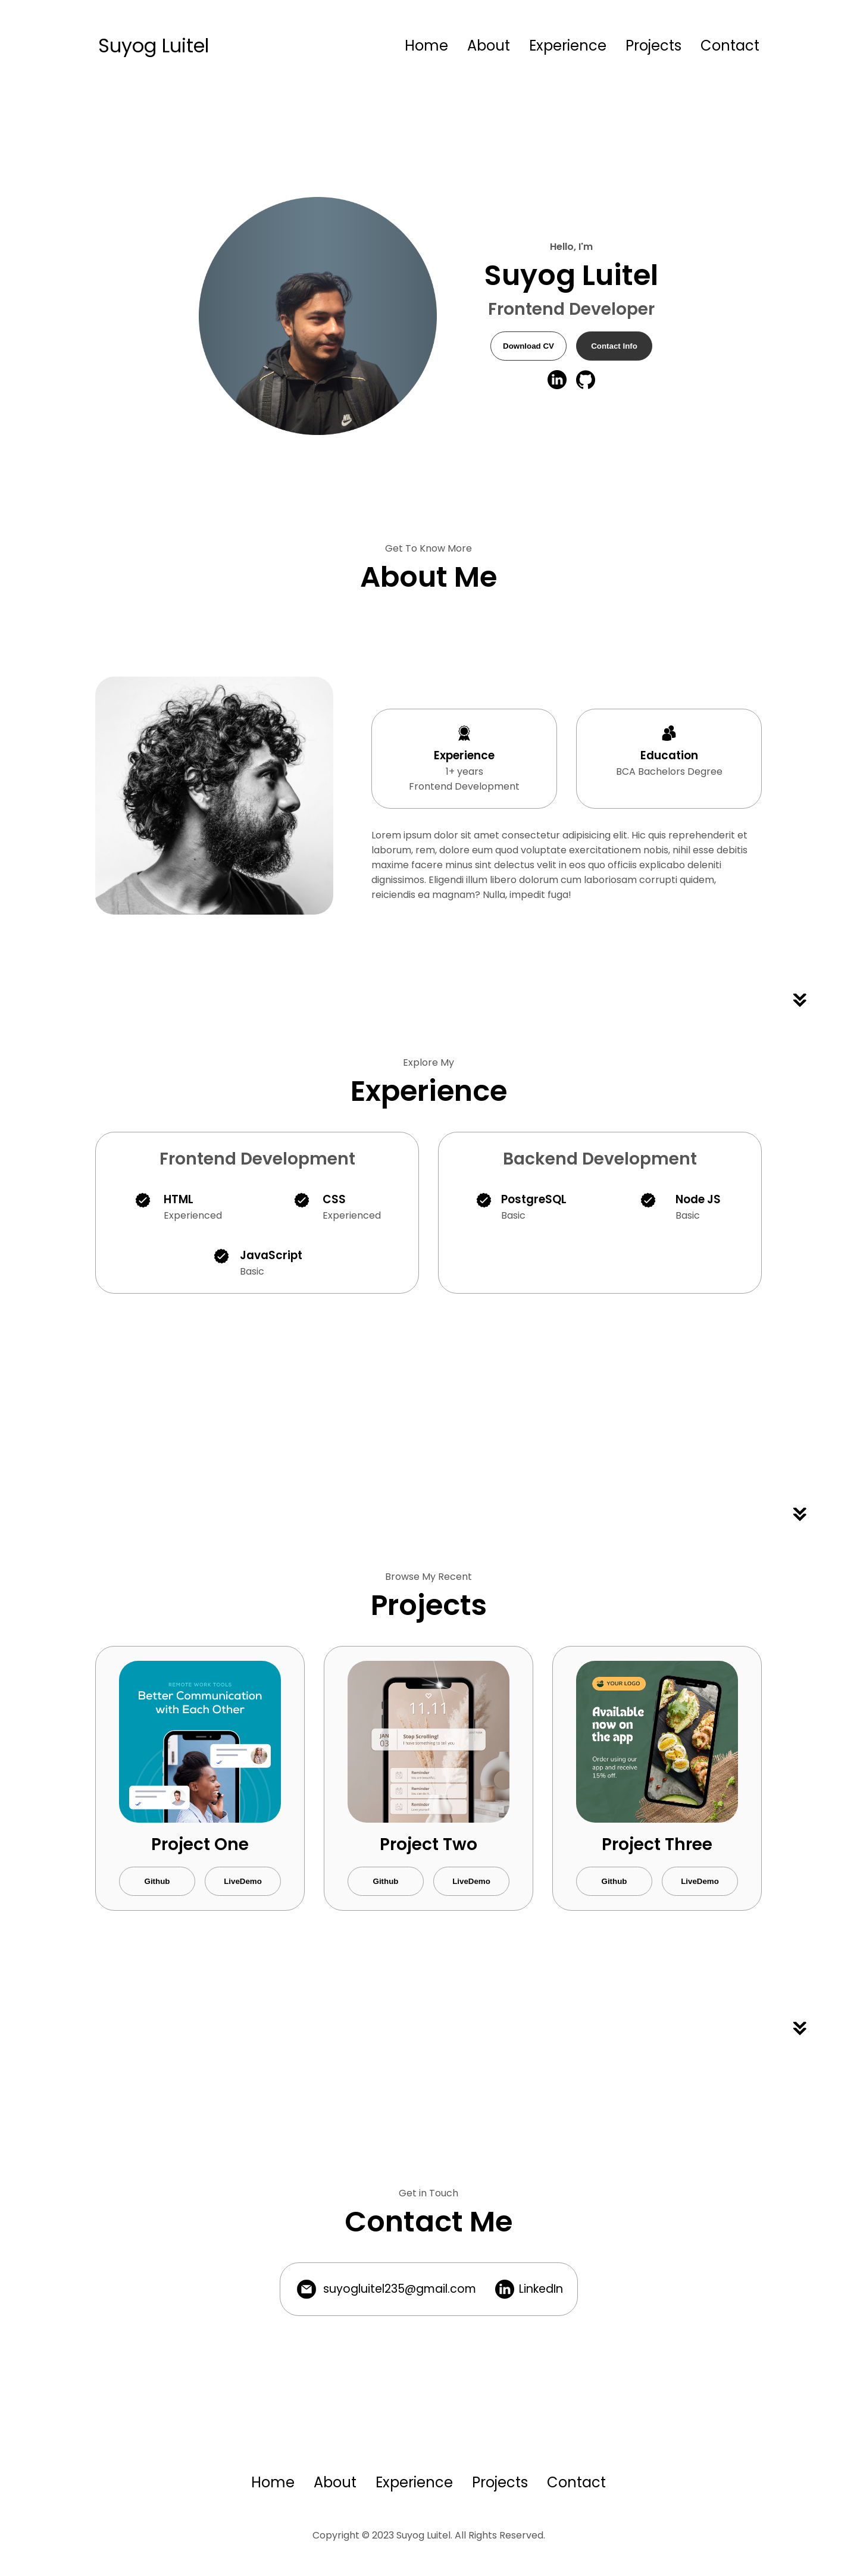 Suyog Luitel
Home About Experience Projects Contact
Hello, I'm
Suyog Luitel
Frontend Developer
Download CV Contact Info
Get To Know More
About Me
Experience
1+ years
Frontend Development
Education
BCA Bachelors Degree
Lorem ipsum dolor sit amet consectetur adipisicing elit. Hic quis reprehenderit et
laborum, rem, dolore eum quod voluptate exercitationem nobis, nihil esse debitis
maxime facere minus sint delectus velit in eos quo officiis explicabo deleniti
dignissimos. Eligendi illum libero dolorum cum laboriosam corrupti quidem,
reiciendis ea magnam? Nulla, impedit fuga!
Explore My
Experience
Frontend Development
HTML
Experienced
CSS
Experienced
JavaScript
Basic
Backend Development
PostgreSQL
Basic
Node JS
Basic
Browse My Recent
Projects
REMOTE WORK TOOLS
Better Communication
with Each Other
Project One
Github LiveDemo
11.11
JAN
03
Stop Scrolling!
I have something to tell you
Reminder
Reminder
Reminder
Project Two
Github LiveDemo
YOUR LOGO
Available
now on
the app
Order using our
app and receive
15% off.
Project Three
Github LiveDemo
Get in Touch
Contact Me
suyogluitel235@gmail.com LinkedIn
Home About Experience Projects Contact
Copyright © 2023 Suyog Luitel. All Rights Reserved.